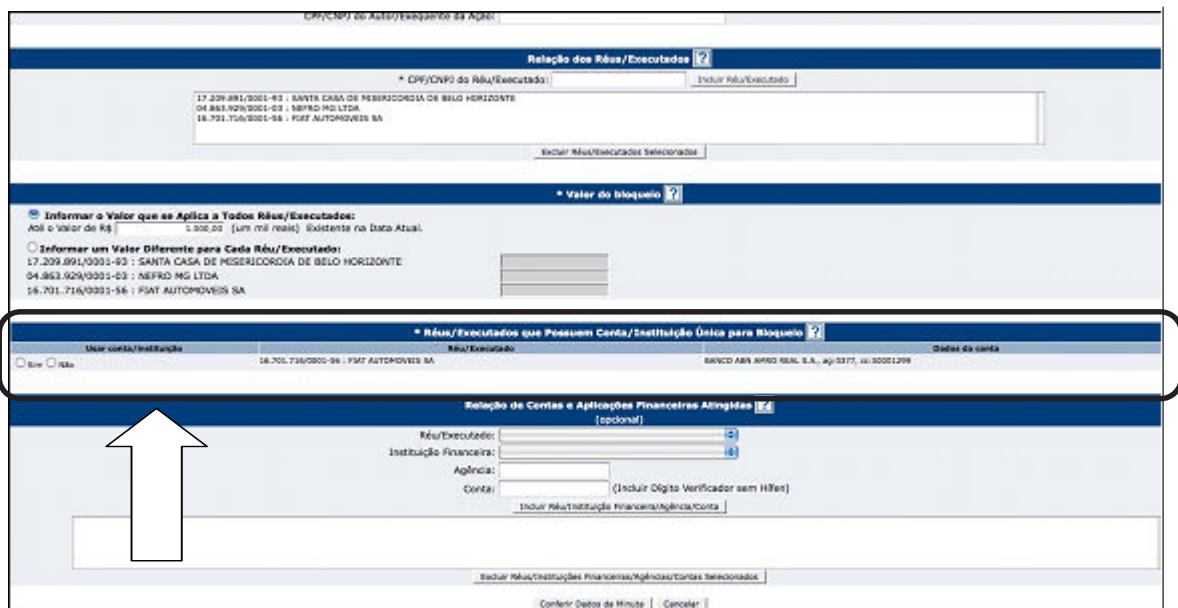 CPF/CNPJ do Autor/Exequente da Ação:
Relação dos Réus/Executados ?
* CPF/CNPJ do Réu/Executado: Incluir Réu/Executado
17.209.891/0001-93 : SANTA CASA DE MISERICORDIA DE BELO HORIZONTE
04.863.929/0001-03 : NEFRO MG LTDA
16.701.716/0001-56 : FIAT AUTOMOVEIS SA
Excluir Réus/Executados Selecionados
* Valor do bloqueio ?
Informar o Valor que se Aplica a Todos Réus/Executados:
Até o Valor de R$ 1.000,00 (um mil reais) Existente na Data Atual.
Informar um Valor Diferente para Cada Réu/Executado:
17.209.891/0001-93 : SANTA CASA DE MISERICORDIA DE BELO HORIZONTE
04.863.929/0001-03 : NEFRO MG LTDA
16.701.716/0001-56 : FIAT AUTOMOVEIS SA
* Réus/Executados que Possuem Conta/Instituição Única para Bloqueio ?
Usar conta/instituição Réu/Executado Dados da conta
Sim Não 16.701.716/0001-56 : FIAT AUTOMOVEIS SA BANCO ABN AMRO REAL S.A., ag:0377, cc:30001299
Relação de Contas e Aplicações Financeiras Atingidas ?
(opcional)
Réu/Executado:
Instituição Financeira:
Agência:
Conta: (Incluir Dígito Verificador sem Hífen)
Incluir Réu/Instituição Financeira/Agência/Conta
Excluir Réus/Instituições Financeiras/Agências/Contas Selecionados
Conferir Dados da Minuta Cancelar